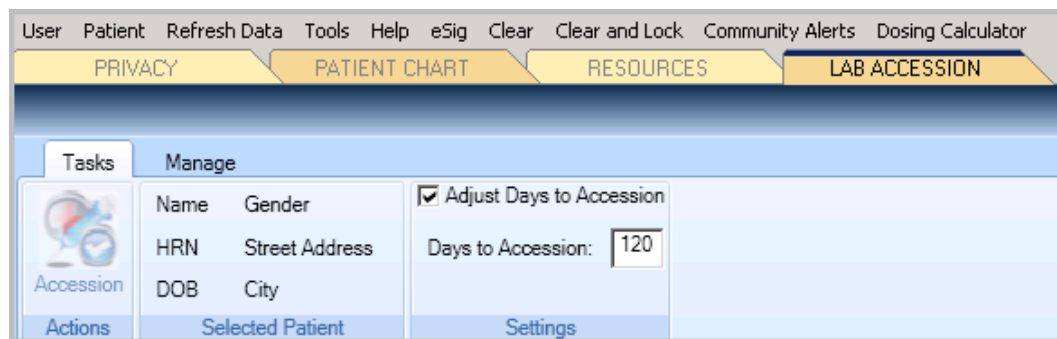 User Patient Refresh Data Tools Help eSig Clear Clear and Lock Community Alerts Dosing Calculator
PRIVACY PATIENT CHART RESOURCES LAB ACCESSION
Tasks Manage
Name Gender Adjust Days to Accession
HRN Street Address Days to Accession: 120
Accession DOB City
Actions Selected Patient Settings